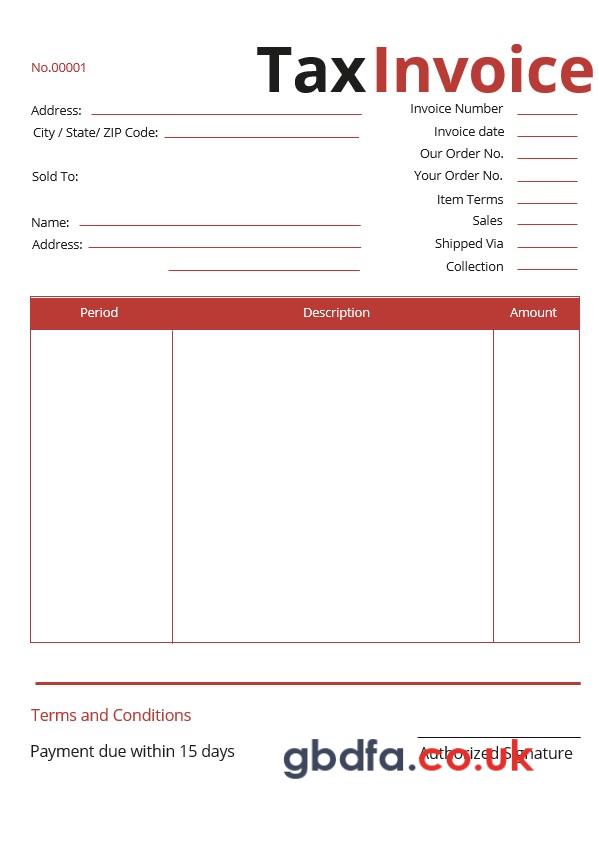 Tax Invoice
No.00001
Address:
City / State/ ZIP Code:
Sold To:
Name:
Address:
Invoice Number
Invoice date
Our Order No.
Your Order No.
Item Terms
Sales
Shipped Via
Collection
Period Description Amount
Terms and Conditions
Payment due within 15 days
Authorized Signature
gbdfa.co.uk